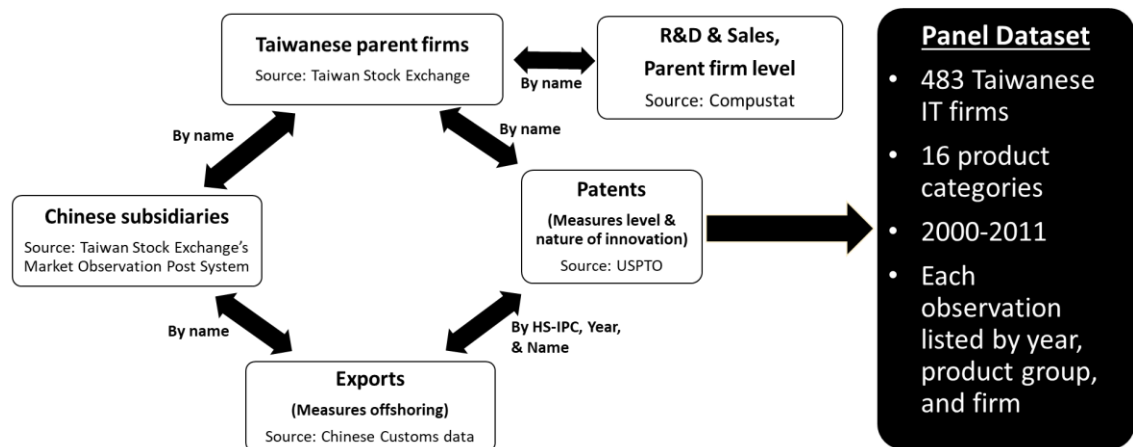 Taiwanese parent firms
Source: Taiwan Stock Exchange
By name
R&D & Sales,
Parent firm level
Source: Compustat
By name
By name
Chinese subsidiaries
Source: Taiwan Stock Exchange’s
Market Observation Post System
Patents
(Measures level &
nature of innovation)
Source: USPTO
By name
By HS-IPC, Year,
& Name
Exports
(Measures offshoring)
Source: Chinese Customs data
Panel Dataset
• 483 Taiwanese
IT firms
• 16 product
categories
• 2000-2011
• Each
observation
listed by year,
product group,
and firm